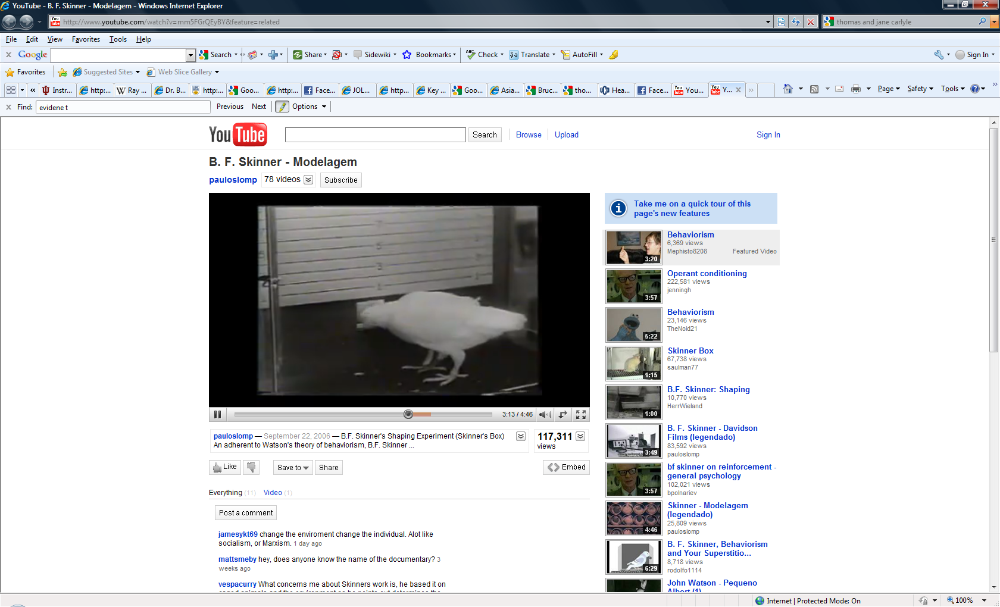 YouTube - B. F. Skinner - Modelagem - Windows Internet Explorer
http://www.youtube.com/watch?v=mm5FGrQEyBY&feature=related
thomas and jane carlyle
File Edit View Favorites Tools Help
x Google Search Share Sidewiki Bookmarks Check Translate AutoFill Sign In
Favorites Suggested Sites Web Slice Gallery
« Instr... http:... Ray ... Dr. B... http:... Goo... http:... Face... JOL... http... Key ... Goo... Asia... Bruc... tho... Hea... Face... You... Y... Page Safety Tools »
x Find: evidene t Previous Next Options
YouTube Search Browse Upload Sign In
B. F. Skinner - Modelagem
pauloslomp 78 videos Subscribe
3:13 / 4:46
pauloslomp — September 22, 2006 — B.F. Skinner's Shaping Experiment (Skinner's Box)
An adherent to Watson's theory of behaviorism, B.F. Skinner ...
117,311
views
Like Save to Share Embed
Everything (11) Video (1)
Post a comment
jamesykt69 change the enviroment change the individual. Alot like
socialism, or Marxism. 1 day ago
mattsmeby hey, does anyone know the name of the documentary? 3
weeks ago
vespacurry What concerns me about Skinners work is, he based it on
caged animals and the environment as he points out determines the
Take me on a quick tour of this
page's new features
Behaviorism
6,369 views
Mephisto8208 Featured Video
3:20
Operant conditioning
222,581 views
jenningh
3:57
Behaviorism
23,146 views
TheNoid21
5:22
Skinner Box
67,738 views
saulman77
1:15
B.F. Skinner: Shaping
10,770 views
HerrWieland
1:00
B. F. Skinner - Davidson
Films (legendado)
83,592 views
pauloslomp
3:49
bf skinner on reinforcement -
general psychology
102,021 views
bpolnariev
3:57
Skinner - Modelagem
(legendado)
25,809 views
pauloslomp
4:46
B. F. Skinner, Behaviorism
and Your Superstitio...
8,718 views
rodolfo1114
6:29
John Watson - Pequeno
Albert (1)
Internet | Protected Mode: On 100%